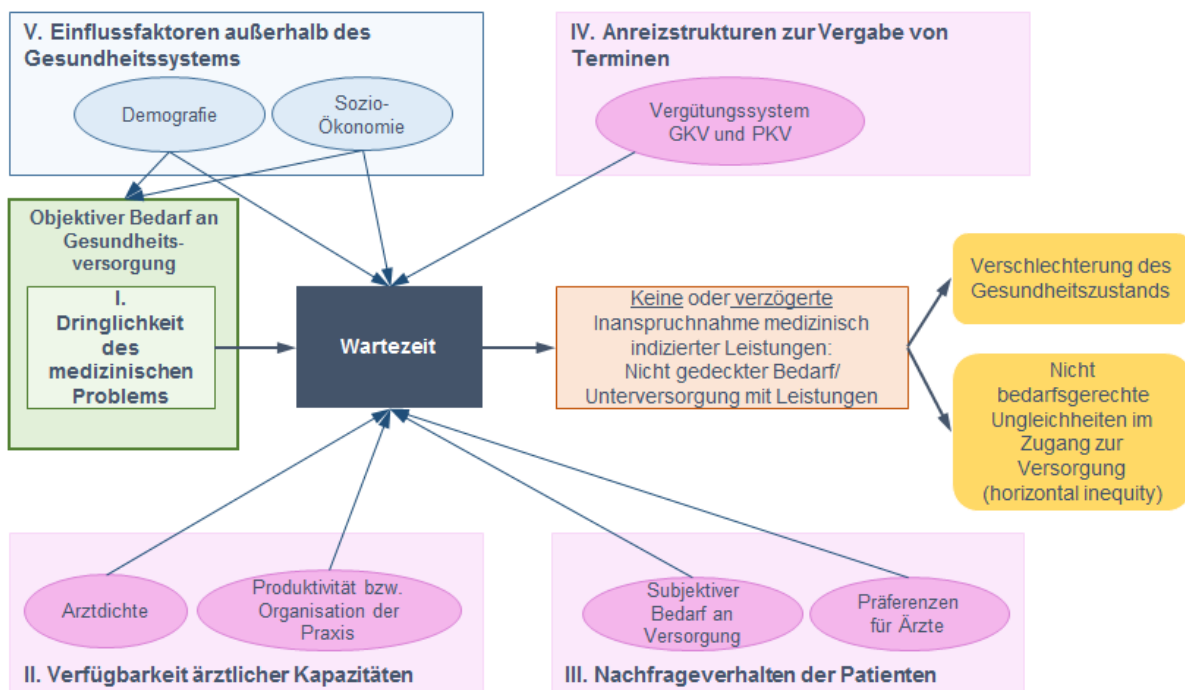 V. Einflussfaktoren außerhalb des
Gesundheitssystems
Demografie
Sozio-
Ökonomie
IV. Anreizstrukturen zur Vergabe von
Terminen
Vergütungssystem
GKV und PKV
Objektiver Bedarf an
Gesundheits-
versorgung
I.
Dringlichkeit
des
medizinischen
Problems
Wartezeit
Keine oder verzögerte
Inanspruchnahme medizinisch
indizierter Leistungen:
Nicht gedeckter Bedarf/
Unterversorgung mit Leistungen
Verschlechterung des
Gesundheitszustands
Nicht
bedarfsgerechte
Ungleichheiten im
Zugang zur
Versorgung
(horizontal inequity)
Arztdichte
Produktivität bzw.
Organisation der
Praxis
II. Verfügbarkeit ärztlicher Kapazitäten
Subjektiver
Bedarf an
Versorgung
Präferenzen
für Ärzte
III. Nachfrageverhalten der Patienten